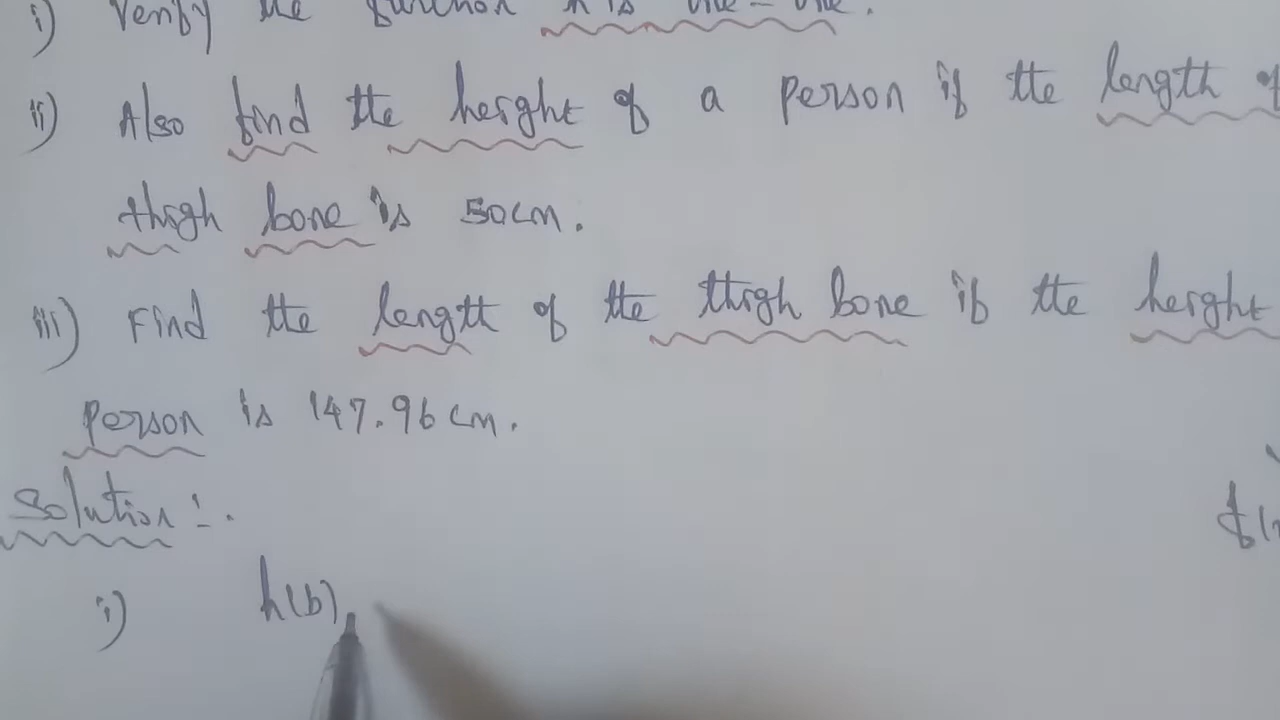 i) Verify the function h is one - one.
ii) Also find the height of a person if the length of
thigh bone is 50cm.
iii) Find the length of the thigh bone if the height
person is 147.96 cm.
Solution :.
f(
i) h(b)